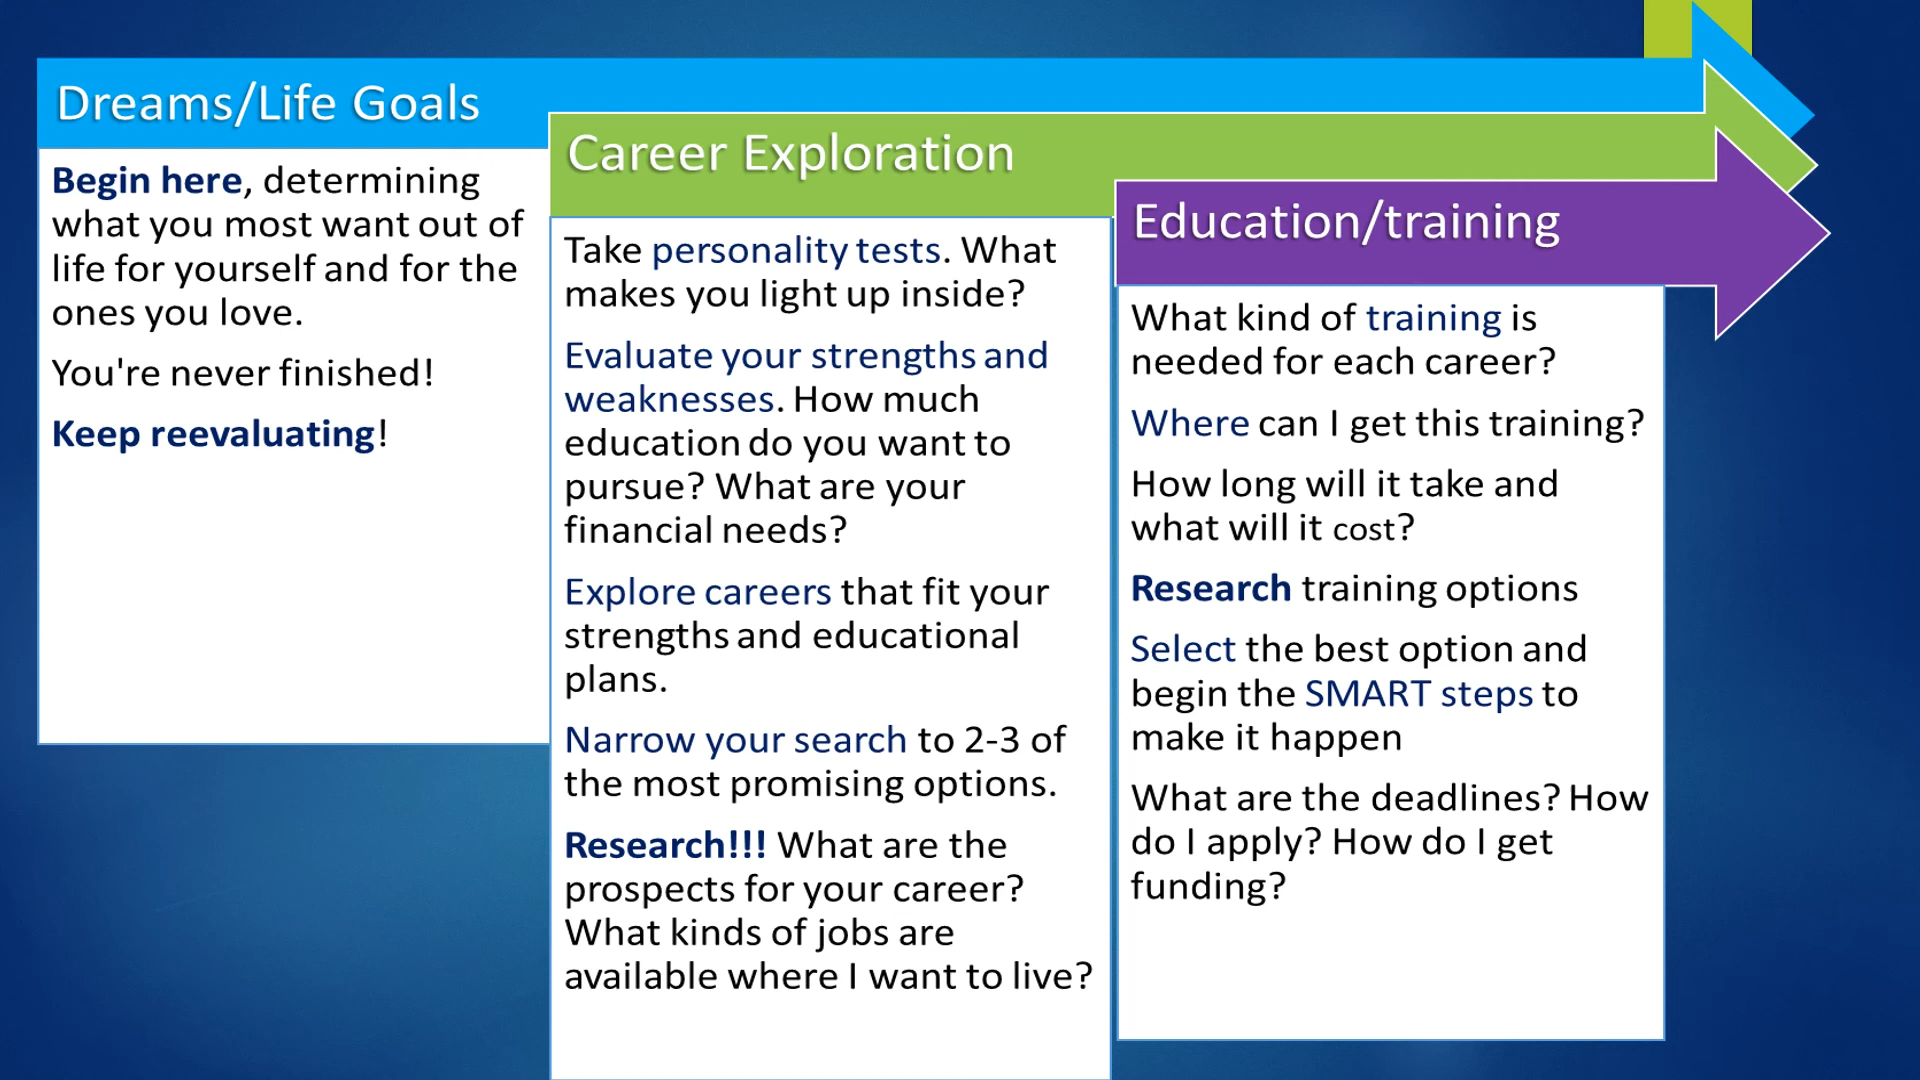 Dreams/Life Goals
Begin here, determining
what you most want out of
life for yourself and for the
ones you love.
You're never finished!
Keep reevaluating!
Career Exploration
Take personality tests. What
makes you light up inside?
Evaluate your strengths and
weaknesses. How much
education do you want to
pursue? What are your
financial needs?
Explore careers that fit your
strengths and educational
plans.
Narrow your search to 2-3 of
the most promising options.
Research!!! What are the
prospects for your career?
What kinds of jobs are
available where I want to live?
Education/training
What kind of training is
needed for each career?
Where can I get this training?
How long will it take and
what will it cost?
Research training options
Select the best option and
begin the SMART steps to
make it happen
What are the deadlines? How
do I apply? How do I get
funding?